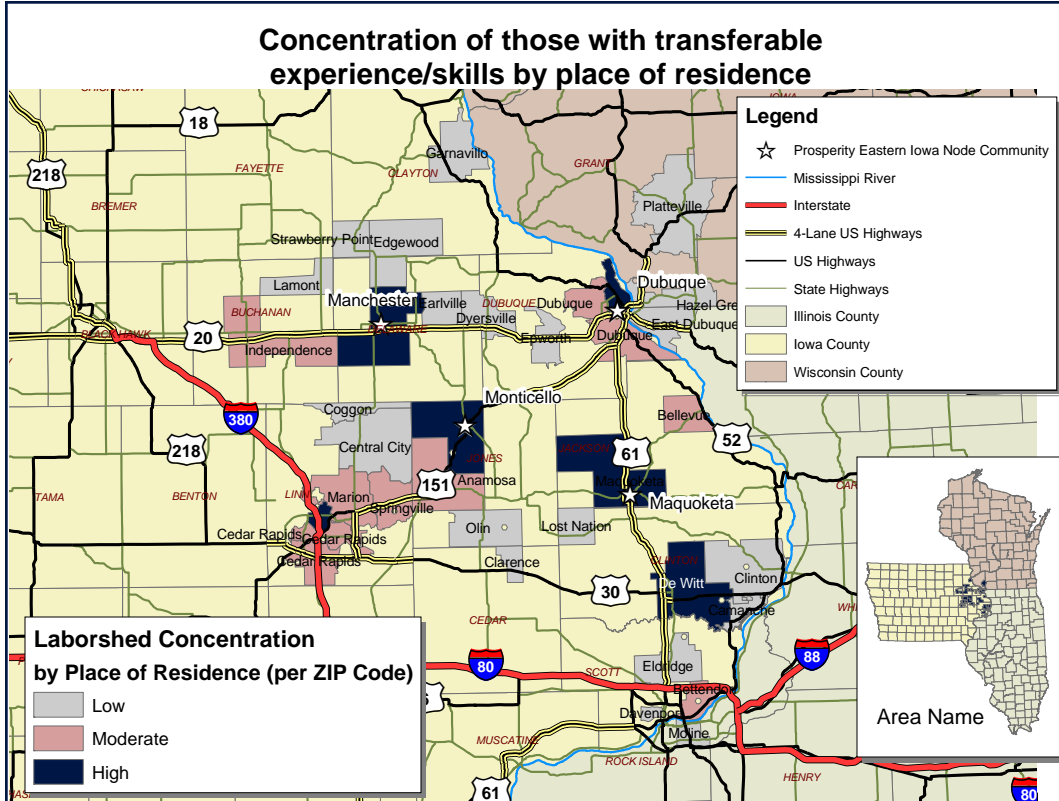 Concentration of those with transferable
experience/skills by place of residence
18
218
FAYETTE
CLAYTON
BREMER
Garnavillo
GRANT
Platteville
Strawberry Point
Edgewood
Lamont
Manchester
Earlville
DUBUQUE
Dyersville
Dubuque
Dubuque
Hazel Gre
East Dubuque
BUCHANAN
DELAWARE
BLACK HAWK
20
Independence
Epworth
Dubuque
Monticello
Coggon
380
Bellevue
52
Central City
218
JONES
JACKSON
61
151
Anamosa
Maquoketa
Maquoketa
TAMA
BENTON
LINN
Marion
Springville
Olin
Lost Nation
Cedar Rapids
Cedar Rapids
Cedar Rapids
Clarence
CLINTON
De Witt
Clinton
30
Camanche
CEDAR
80
SCOTT
Eldridge
88
Bettendorf
Davenport
Moline
MUSCATINE
ROCK ISLAND
HENRY
61
80
Legend
Prosperity Eastern Iowa Node Community
Mississippi River
Interstate
4-Lane US Highways
US Highways
State Highways
Illinois County
Iowa County
Wisconsin County
Area Name
Laborshed Concentration
by Place of Residence (per ZIP Code)
Low
Moderate
High